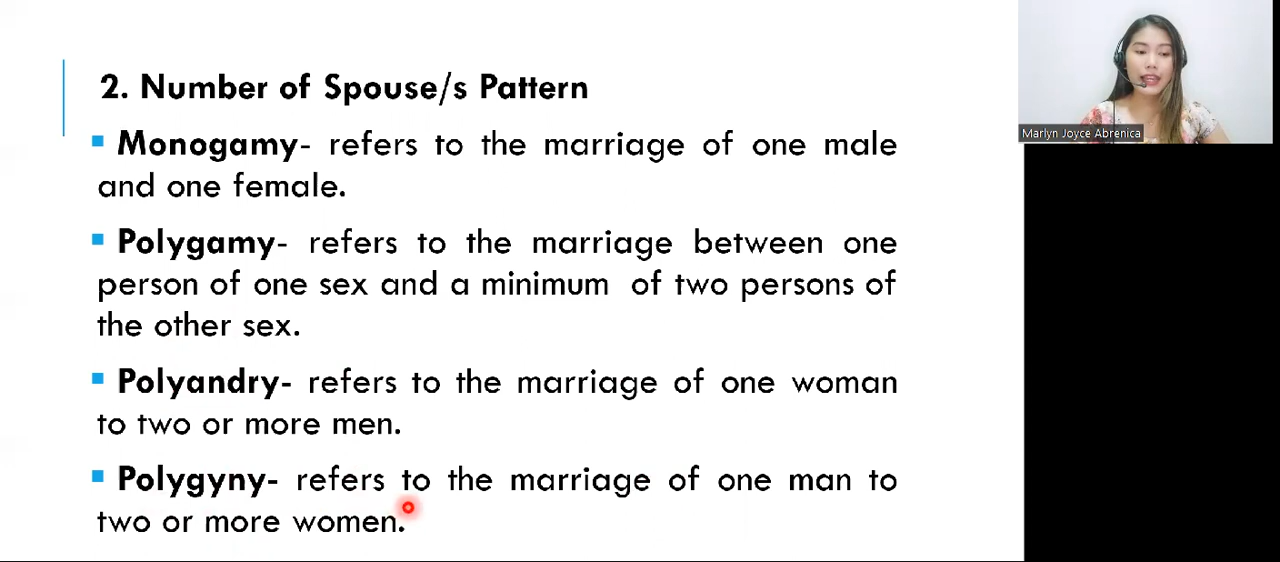 2. Number of Spouse/s Pattern
Monogamy- refers to the marriage of one male
and one female.
Polygamy- refers to the marriage between one
person of one sex and a minimum of two persons of
the other sex.
Polyandry- refers to the marriage of one woman
to two or more men.
Polygyny- refers to the marriage of one man to
two or more women.
Marlyn Joyce Abrenica